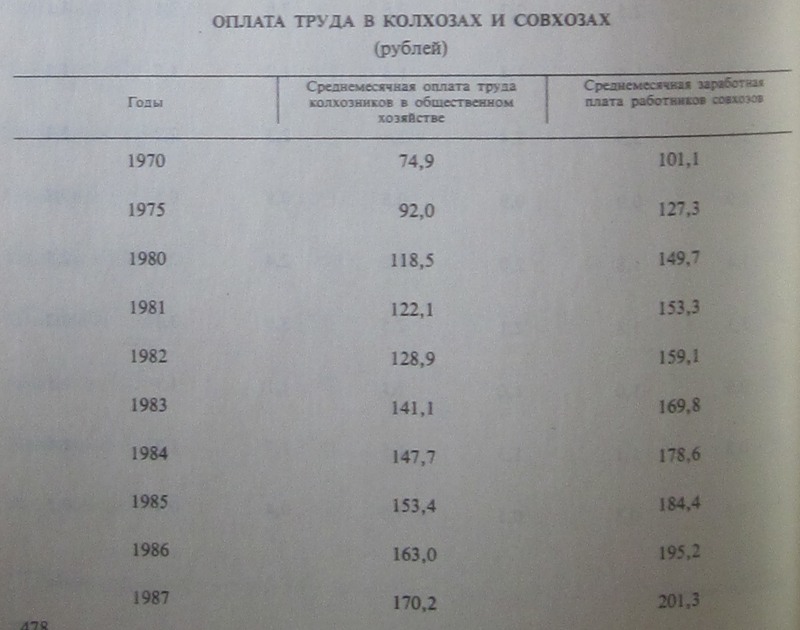 ОПЛАТА ТРУДА В КОЛХОЗАХ И СОВХОЗАХ
(рублей)
Годы
Среднемесячная оплата труда
колхозников в общественном
хозяйстве
Среднемесячная заработная
плата работников совхозов
1970 74,9 101,1
1975 92,0 127,3
1980 118,5 149,7
1981 122,1 153,3
1982 128,9 159,1
1983 141,1 169,8
1984 147,7 178,6
1985 153,4 184,4
1986 163,0 195,2
1987 170,2 201,3
478